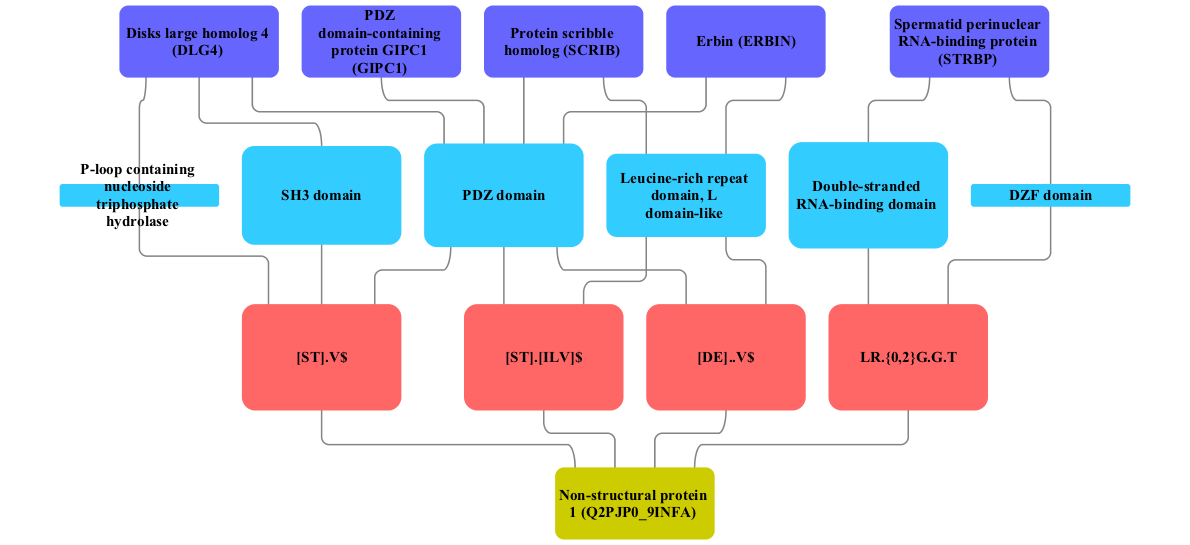 Disks large homolog 4
(DLG4)
PDZ
domain-containing
protein GIPC1
(GIPC1)
Protein scribble
homolog (SCRIB)
Erbin (ERBIN)
Spermatid perinuclear
RNA-binding protein
(STRBP)
P-loop containing
nucleoside
triphosphate
hydrolase
SH3 domain
PDZ domain
Leucine-rich repeat
domain, L
domain-like
Double-stranded
RNA-binding domain
DZF domain
[ST].V$
[ST].[ILV]$
[DE]..V$
LR.{0,2}G.G.T
Non-structural protein
1 (Q2PJP0_9INFA)